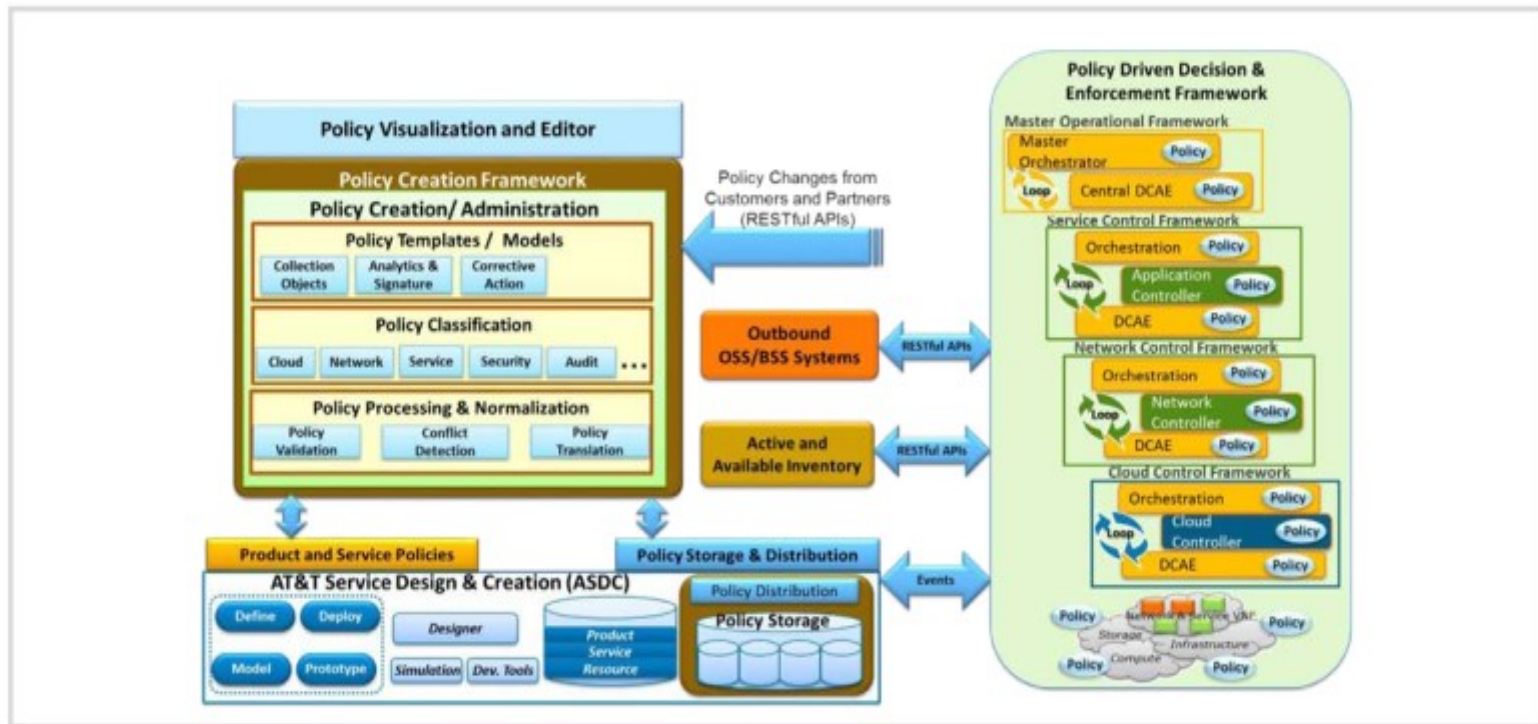 Policy Visualization and Editor
Policy Creation Framework
Policy Creation/ Administration
Policy Templates / Models
Collection
Objects
Analytics &
Signature
Corrective
Action
Policy Classification
Cloud
Network
Service
Security
Audit
...
Policy Processing & Normalization
Policy
Validation
Conflict
Detection
Policy
Translation
Product and Service Policies
Policy Storage & Distribution
AT&T Service Design & Creation (ASDC)
Define
Deploy
Model
Prototype
Designer
Simulation
Dev. Tools
Product
Service
Resource
Policy Distribution
Policy Storage
Policy Changes from
Customers and Partners
(RESTful APIs)
Outbound
OSS/BSS Systems
RESTful APIs
Active and
Available Inventory
RESTful APIs
Events
Policy Driven Decision &
Enforcement Framework
Master Operational Framework
Master
Orchestrator
Policy
Loop
Central DCAE
Policy
Service Control Framework
Orchestration
Policy
Loop
Application
Controller
Policy
DCAE
Policy
Network Control Framework
Orchestration
Policy
Loop
Network
Controller
Policy
DCAE
Policy
Cloud Control Framework
Orchestration
Policy
Loop
Cloud
Controller
Policy
DCAE
Policy
Policy
Network & Service VNF
Policy
Storage
Infrastructure
Compute
Policy
Policy